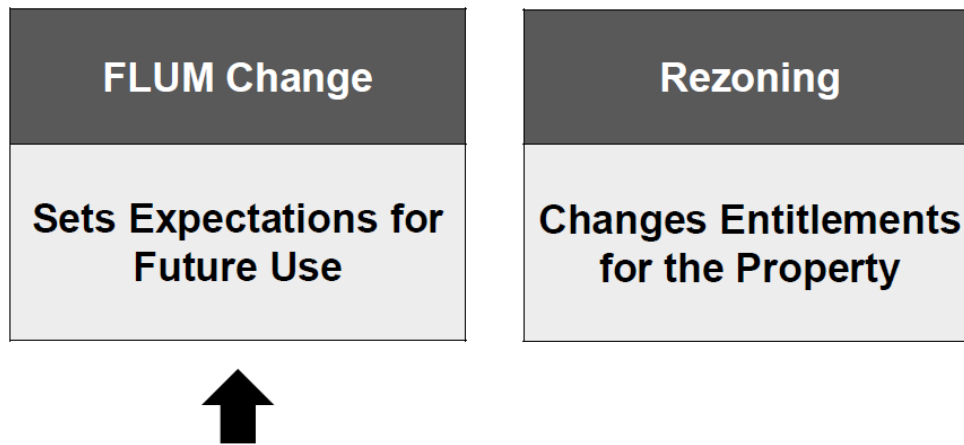 FLUM Change
Sets Expectations for
Future Use
Rezoning
Changes Entitlements
for the Property